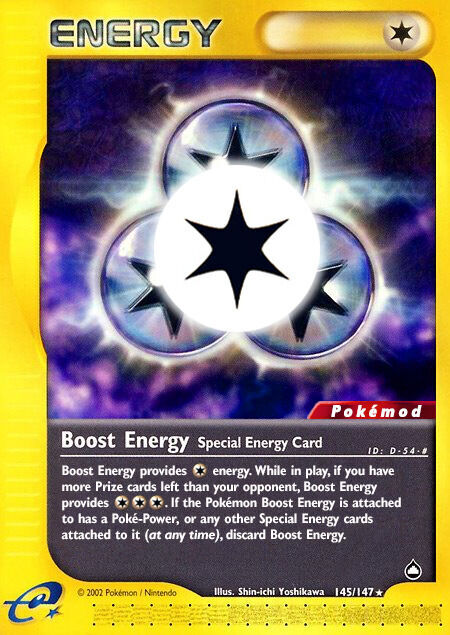 ENERGY
Pokémod
Boost Energy Special Energy Card
ID: D-54-#
Boost Energy provides energy. While in play, if you have
more Prize cards left than your opponent, Boost Energy
provides . If the Pokémon Boost Energy is attached
to has a Poké-Power, or any other Special Energy cards
attached to it (at any time), discard Boost Energy.
© 2002 Pokémon / Nintendo Illus. Shin-ichi Yoshikawa 145/147 ★
e